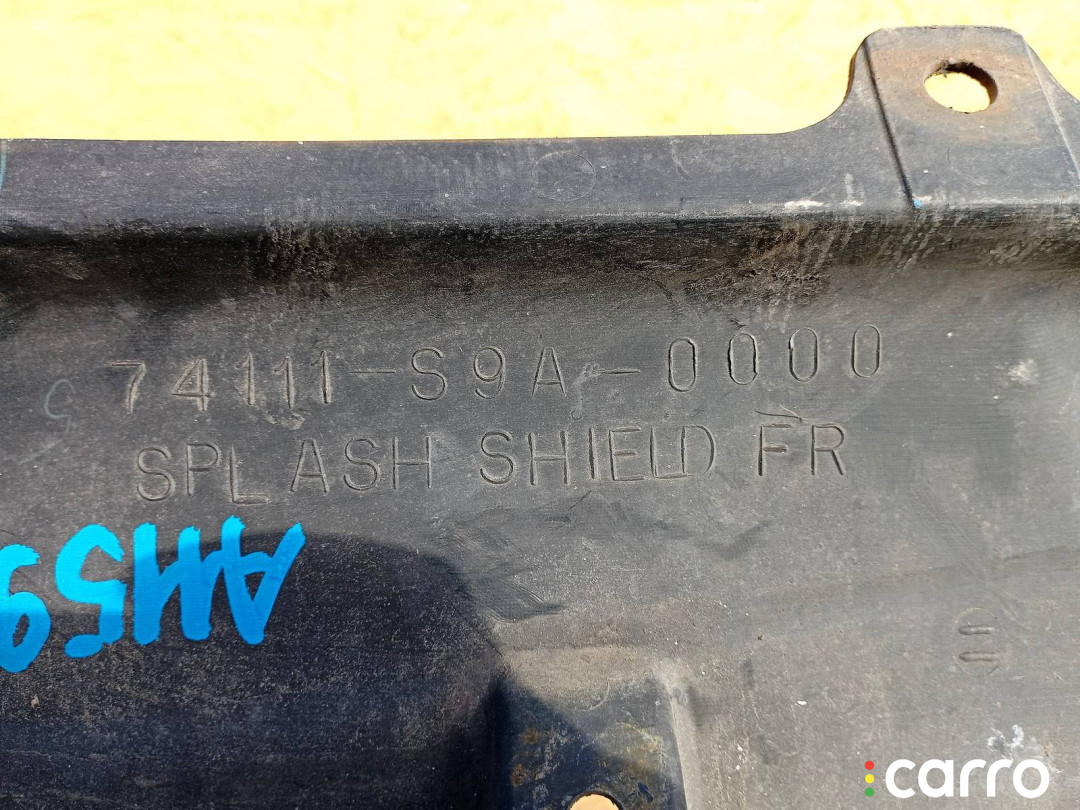 74111-S9A-0000
SPLASH SHIELD FR
carro